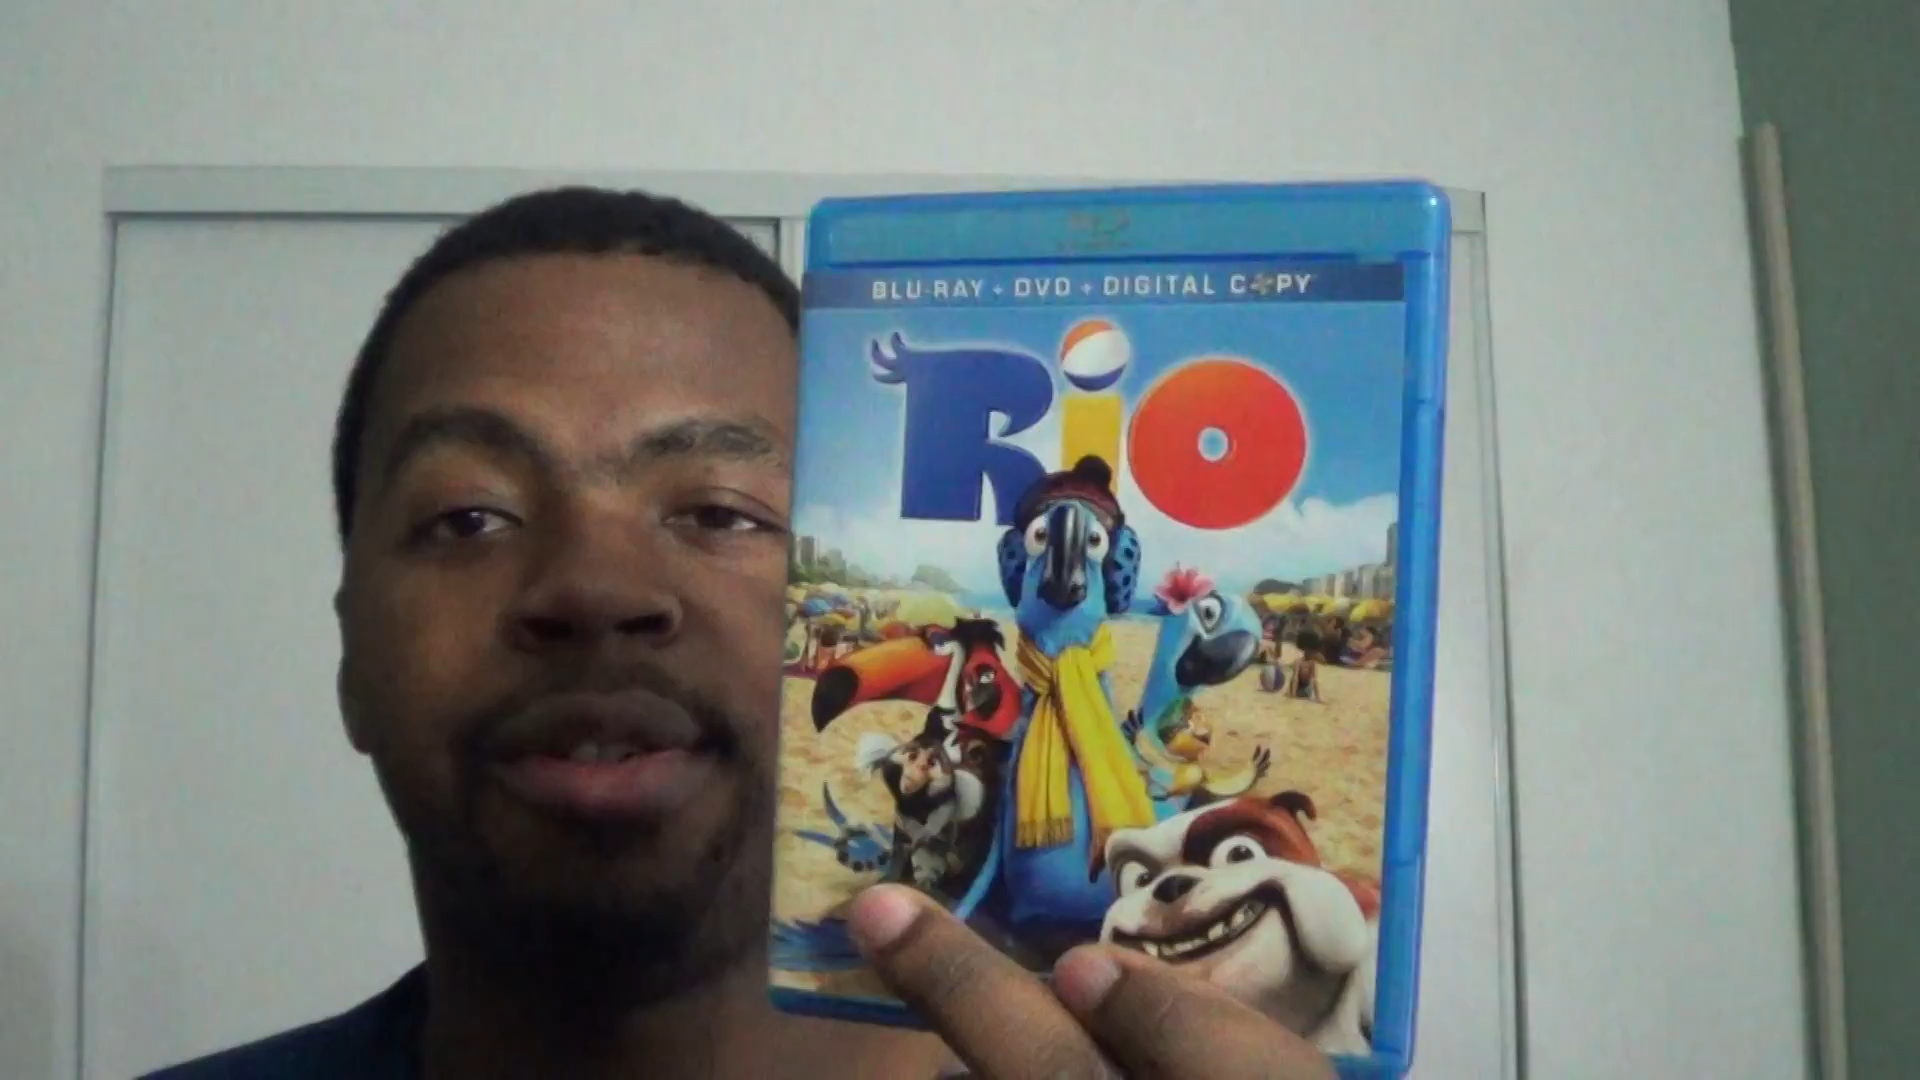 BLU-RAY + DVD + DIGITAL COPY
RiO